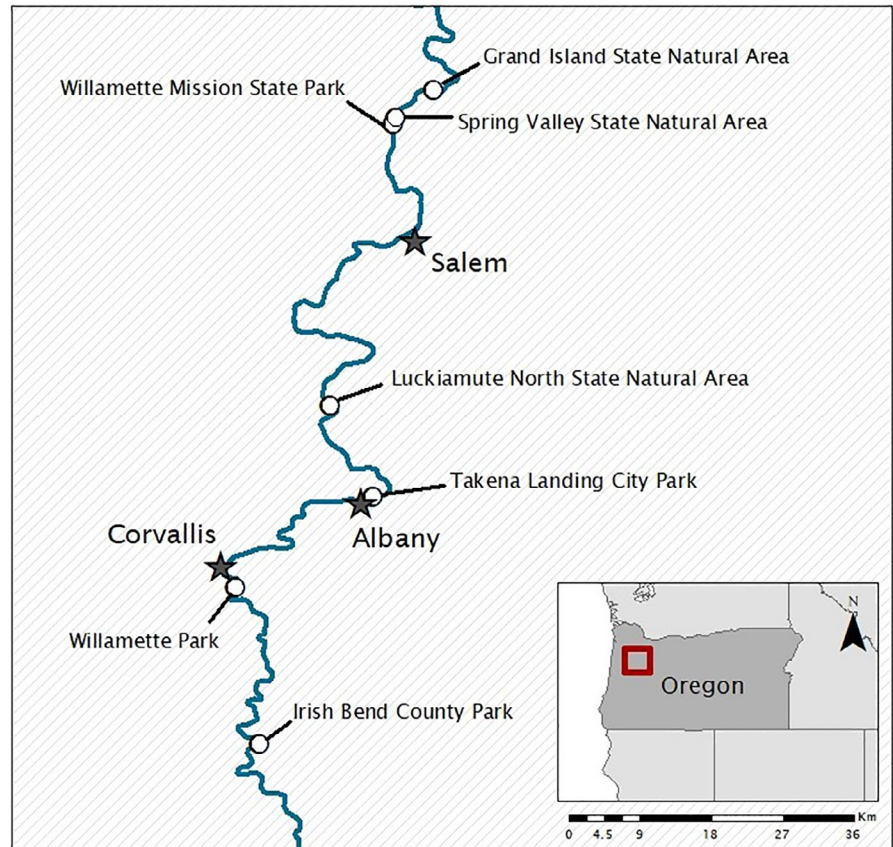 Grand Island State Natural Area
Willamette Mission State Park
Spring Valley State Natural Area
Salem
Luckiamute North State Natural Area
Takena Landing City Park
Corvallis
Albany
Willamette Park
Irish Bend County Park
N
Oregon
Km
0 4.5 9 18 27 36